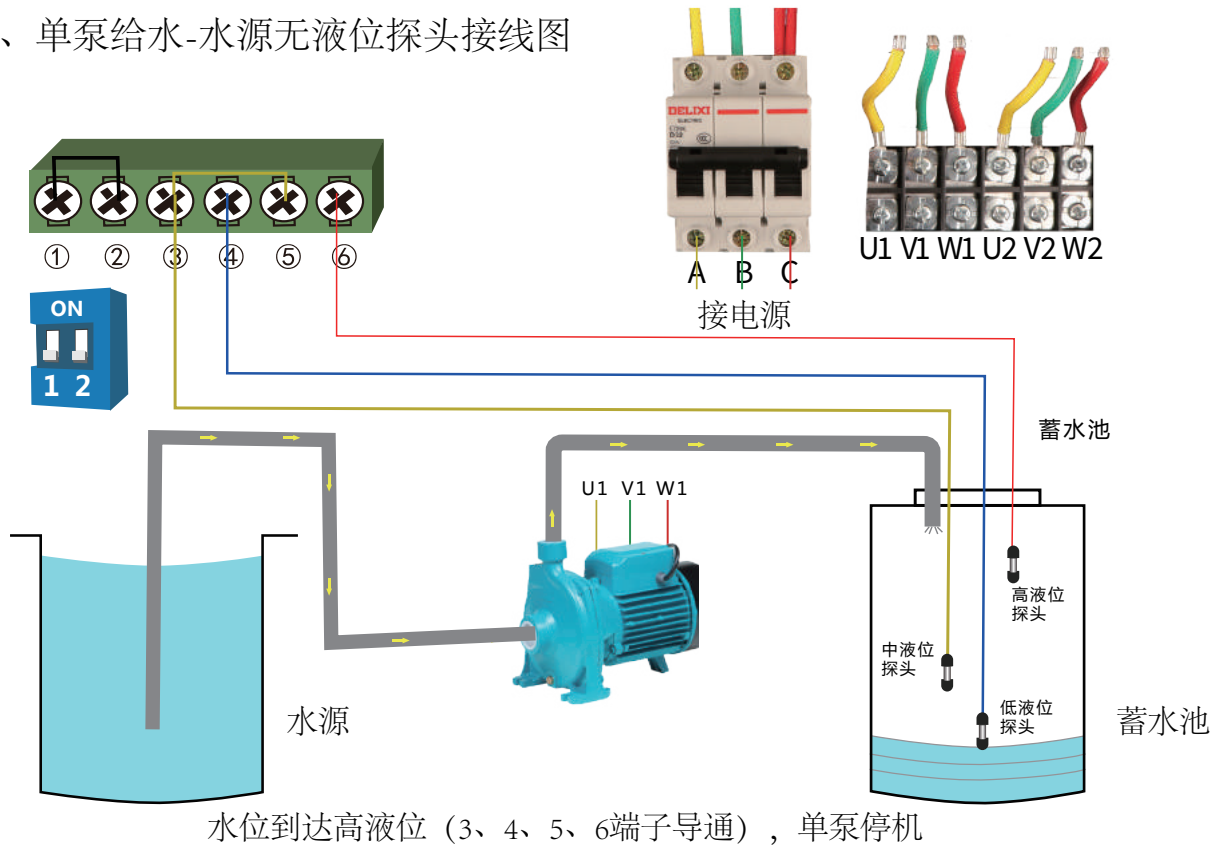 、单泵给水-水源无液位探头接线图
DELIXI
① ② ③ ④ ⑤ ⑥
A B C
接电源
U1 V1 W1 U2 V2 W2
ON
1 2
蓄水池
U1 V1 W1
高液位
探头
中液位
探头
低液位
探头
水源
蓄水池
水位到达高液位（3、4、5、6端子导通）,单泵停机